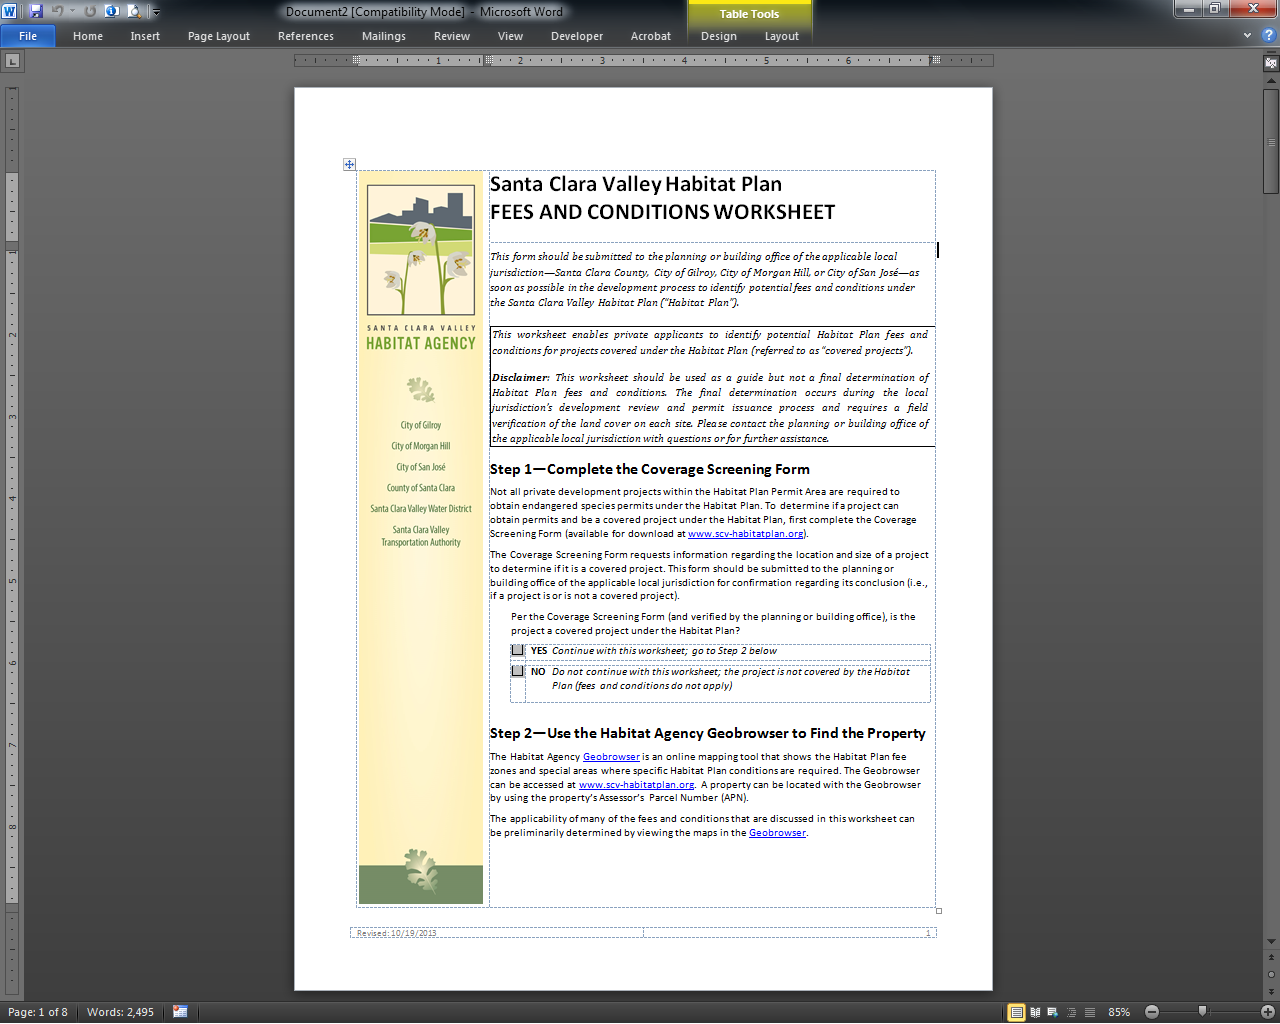 Document2 [Compatibility Mode] - Microsoft Word
Table Tools
File Home Insert Page Layout References Mailings Review View Developer Acrobat Design Layout
1 2 3 4 5 6
Santa Clara Valley Habitat Plan
FEES AND CONDITIONS WORKSHEET
This form should be submitted to the planning or building office of the applicable local
jurisdiction—Santa Clara County, City of Gilroy, City of Morgan Hill, or City of San José—as
soon as possible in the development process to identify potential fees and conditions under
the Santa Clara Valley Habitat Plan (“Habitat Plan”).
This worksheet enables private applicants to identify potential Habitat Plan fees and
conditions for projects covered under the Habitat Plan (referred to as “covered projects”).
Disclaimer: This worksheet should be used as a guide but not a final determination of
Habitat Plan fees and conditions. The final determination occurs during the local
jurisdiction’s development review and permit issuance process and requires a field
verification of the land cover on each site. Please contact the planning or building office of
the applicable local jurisdiction with questions or for further assistance.
SANTA CLARA VALLEY
HABITAT AGENCY
City of Gilroy
City of Morgan Hill
City of San José
County of Santa Clara
Santa Clara Valley Water District
Santa Clara Valley
Transportation Authority
Step 1—Complete the Coverage Screening Form
Not all private development projects within the Habitat Plan Permit Area are required to
obtain endangered species permits under the Habitat Plan. To determine if a project can
obtain permits and be a covered project under the Habitat Plan, first complete the Coverage
Screening Form (available for download at www.scv-habitatplan.org).
The Coverage Screening Form requests information regarding the location and size of a project
to determine if it is a covered project. This form should be submitted to the planning or
building office of the applicable local jurisdiction for confirmation regarding its conclusion (i.e.,
if a project is or is not a covered project).
Per the Coverage Screening Form (and verified by the planning or building office), is the
project a covered project under the Habitat Plan?
YES Continue with this worksheet; go to Step 2 below
NO Do not continue with this worksheet; the project is not covered by the Habitat
Plan (fees and conditions do not apply)
Step 2—Use the Habitat Agency Geobrowser to Find the Property
The Habitat Agency Geobrowser is an online mapping tool that shows the Habitat Plan fee
zones and special areas where specific Habitat Plan conditions are required. The Geobrowser
can be accessed at www.scv-habitatplan.org. A property can be located with the Geobrowser
by using the property’s Assessor’s Parcel Number (APN).
The applicability of many of the fees and conditions that are discussed in this worksheet can
be preliminarily determined by viewing the maps in the Geobrowser.
Revised: 10/19/2013 1
Page: 1 of 8 Words: 2,495 85%